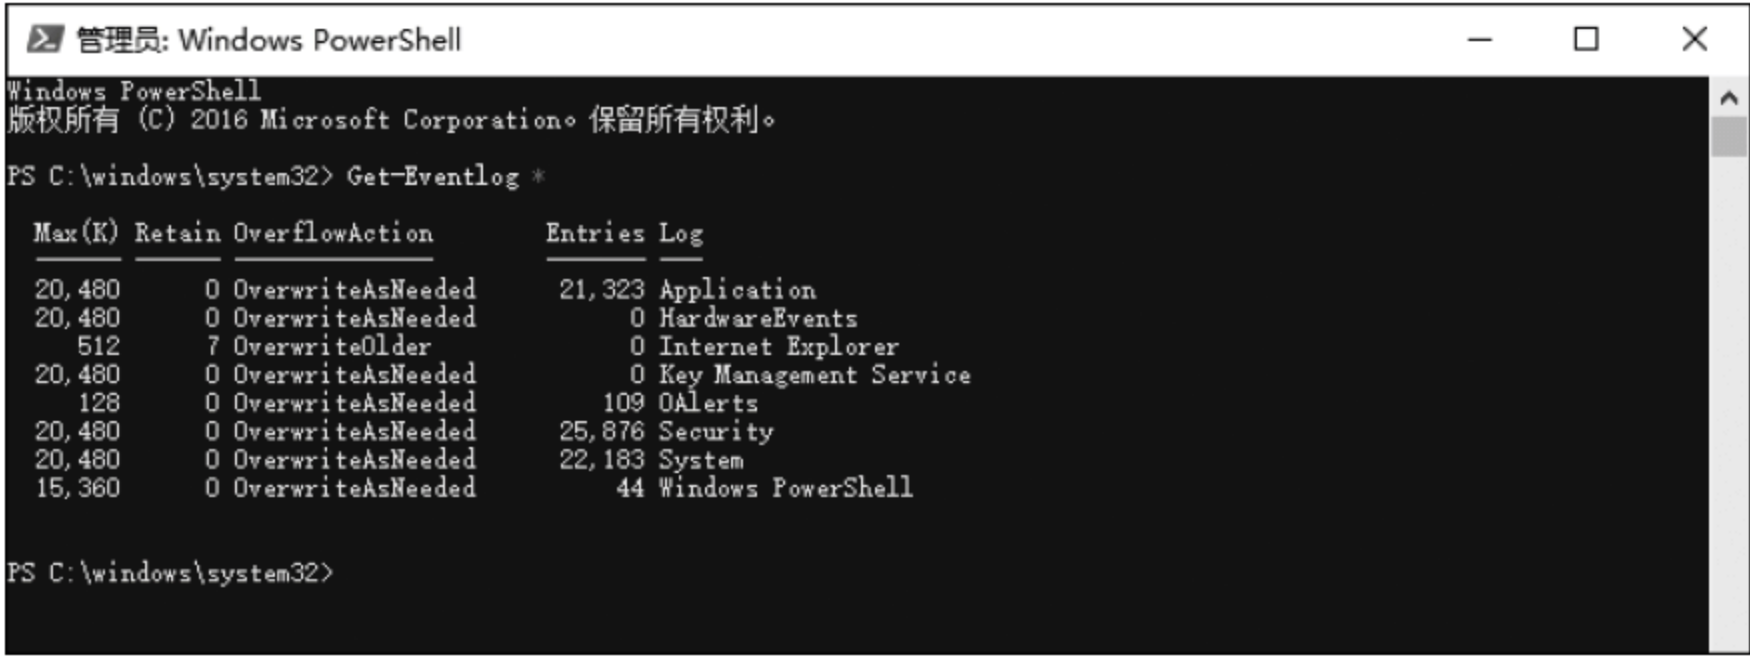 管理员: Windows PowerShell
Windows PowerShell
版权所有 (C) 2016 Microsoft Corporation。保留所有权利。
PS C:\windows\system32> Get-Eventlog *
Max(K) Retain OverflowAction Entries Log
------ ------ -------------- ------- ---
20,480 0 OverwriteAsNeeded 21,323 Application
20,480 0 OverwriteAsNeeded 0 HardwareEvents
512 7 OverwriteOlder 0 Internet Explorer
20,480 0 OverwriteAsNeeded 0 Key Management Service
128 0 OverwriteAsNeeded 109 OAlerts
20,480 0 OverwriteAsNeeded 25,876 Security
20,480 0 OverwriteAsNeeded 22,183 System
15,360 0 OverwriteAsNeeded 44 Windows PowerShell
PS C:\windows\system32>